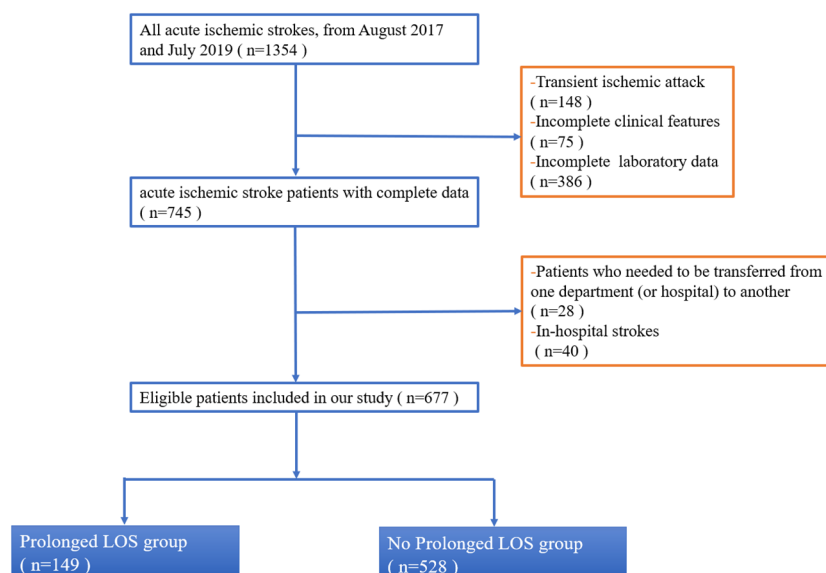 All acute ischemic strokes, from August 2017
and July 2019 ( n=1354 )
-Transient ischemic attack
( n=148 )
-Incomplete clinical features
( n=75 )
-Incomplete laboratory data
( n=386 )
acute ischemic stroke patients with complete data
( n=745 )
-Patients who needed to be transferred from
one department (or hospital) to another
( n=28 )
-In-hospital strokes
( n=40 )
Eligible patients included in our study ( n=677 )
Prolonged LOS group
( n=149 )
No Prolonged LOS group
( n=528 )